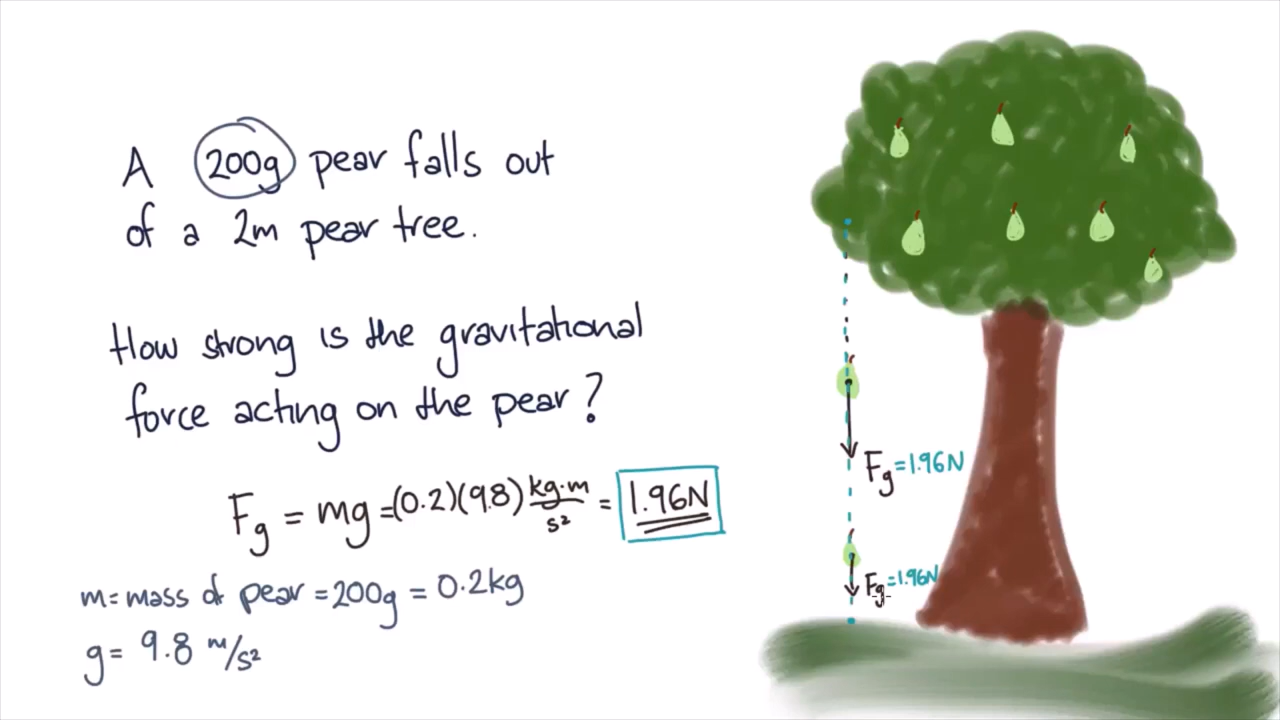 A 200g pear falls out
of a 2m pear tree.
How strong is the gravitational
force acting on the pear?
Fg = mg = (0.2)(9.8) kg·m/s² = 1.96N
m = mass of pear = 200g = 0.2kg
g = 9.8 m/s²
Fg = 1.96N
Fg = 1.96N